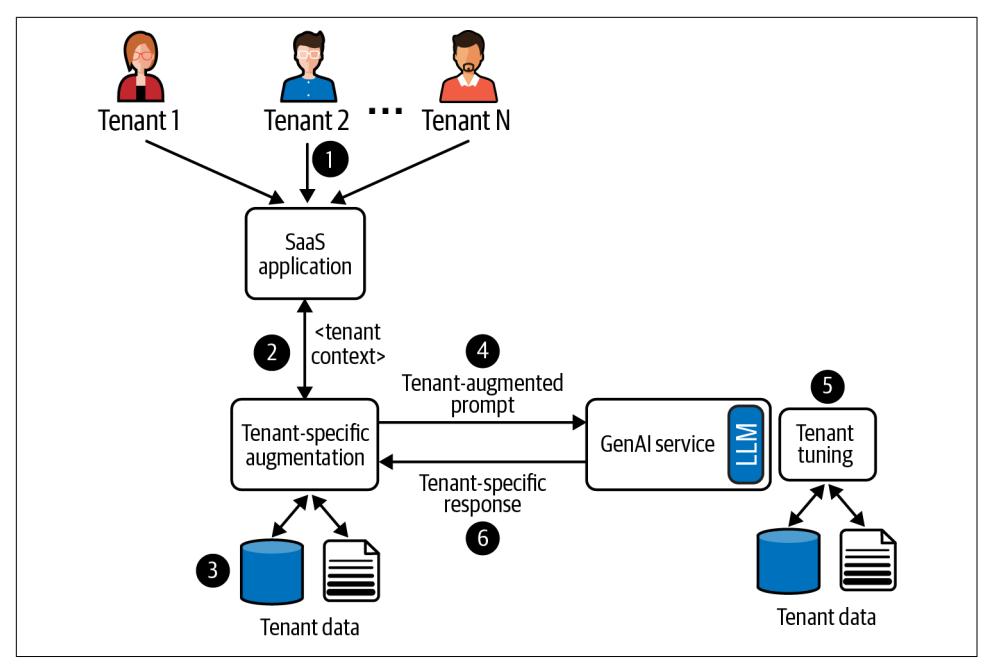 Tenant 1
Tenant 2
...
Tenant N
1
SaaS
application
2
<tenant
context>
4
Tenant-augmented
prompt
5
Tenant-specific
augmentation
GenAI service
LLM
Tenant
tuning
Tenant-specific
response
6
3
Tenant data
Tenant data